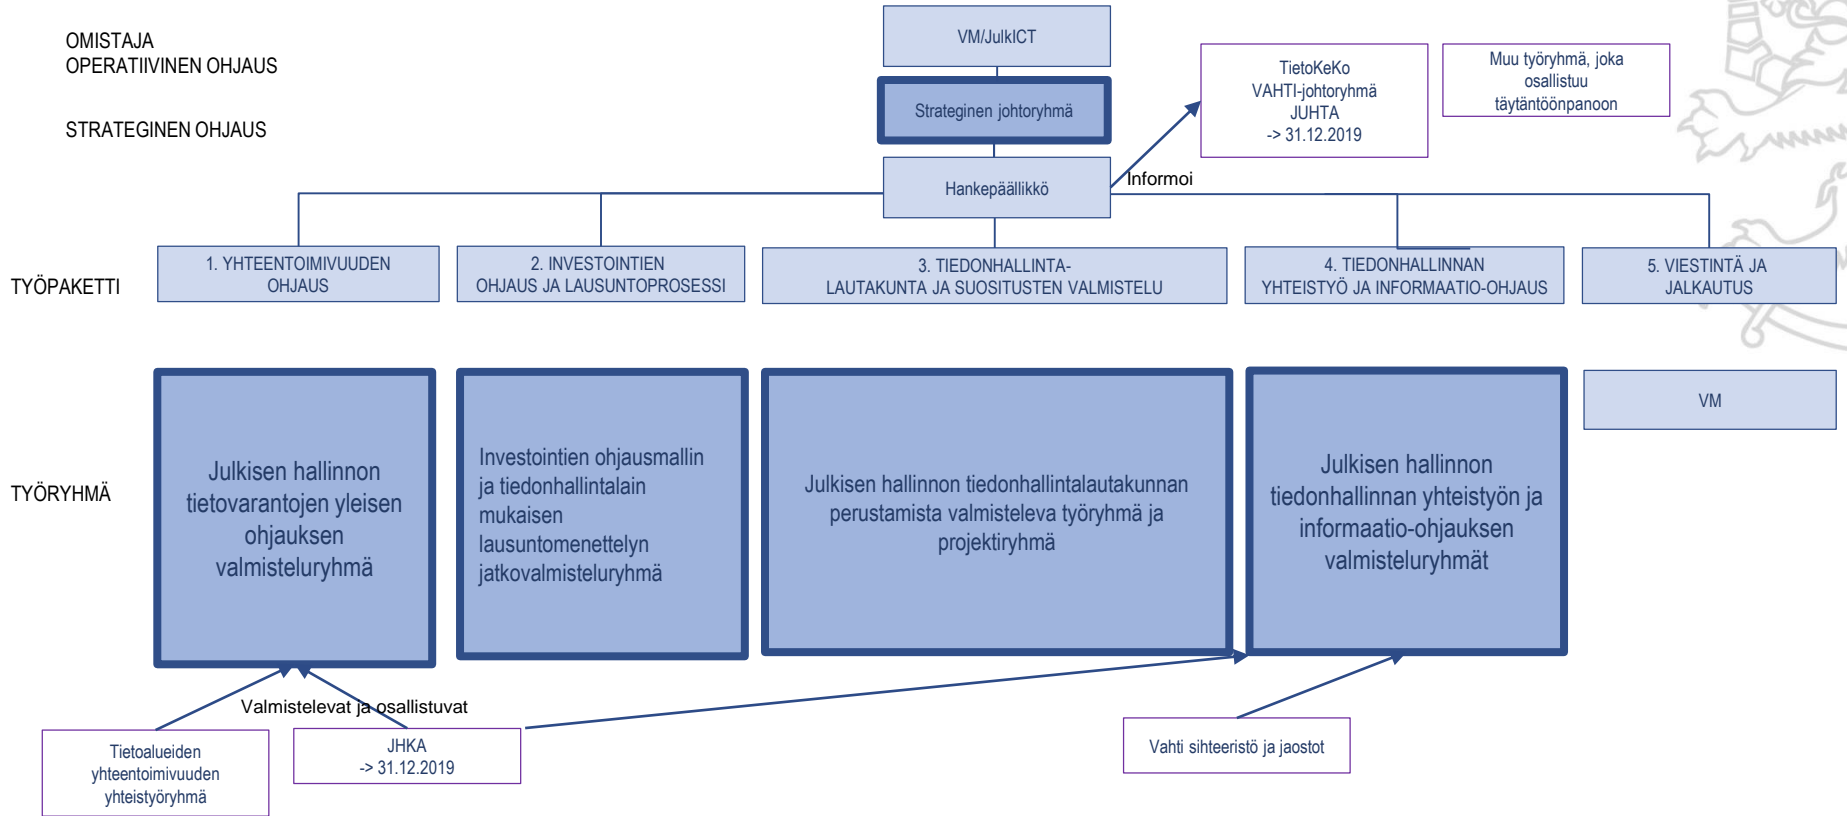 OMISTAJA
OPERATIIVINEN OHJAUS
STRATEGINEN OHJAUS
VM/JulkICT
Strateginen johtoryhmä
Hankepäällikkö
Informoi
TietoKeKo
VAHTI-johtoryhmä
JUHTA
-> 31.12.2019
Muu työryhmä, joka
osallistuu
täytäntöönpanoon
TYÖPAKETTI
1. YHTEENTOIMIVUUDEN
OHJAUS
2. INVESTOINTIEN
OHJAUS JA LAUSUNTOPROSESSI
3. TIEDONHALLINTA-
LAUTAKUNTA JA SUOSITUSTEN VALMISTELU
4. TIEDONHALLINNAN
YHTEISTYÖ JA INFORMAATIO-OHJAUS
5. VIESTINTÄ JA
JALKAUTUS
TYÖRYHMÄ
Julkisen hallinnon
tietovarantojen yleisen
ohjauksen
valmisteluryhmä
Investointien ohjausmallin
ja tiedonhallintalain
mukaisen
lausuntomenettelyn
jatkovalmisteluryhmä
Julkisen hallinnon tiedonhallintalautakunnan
perustamista valmisteleva työryhmä ja
projektiryhmä
Julkisen hallinnon
tiedonhallinnan yhteistyön ja
informaatio-ohjauksen
valmisteluryhmät
VM
Valmistelevat ja osallistuvat
Tietoalueiden
yhteentoimivuuden
yhteistyöryhmä
JHKA
-> 31.12.2019
Vahti sihteeristö ja jaostot